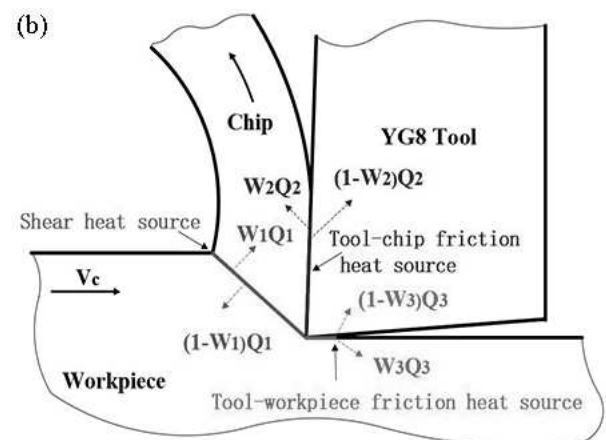 (b)
Chip
YG8 Tool
W2Q2
(1-W2)Q2
Shear heat source
W1Q1
Tool-chip friction
heat source
Vc
(1-W3)Q3
(1-W1)Q1
W3Q3
Workpiece
Tool-workpiece friction heat source